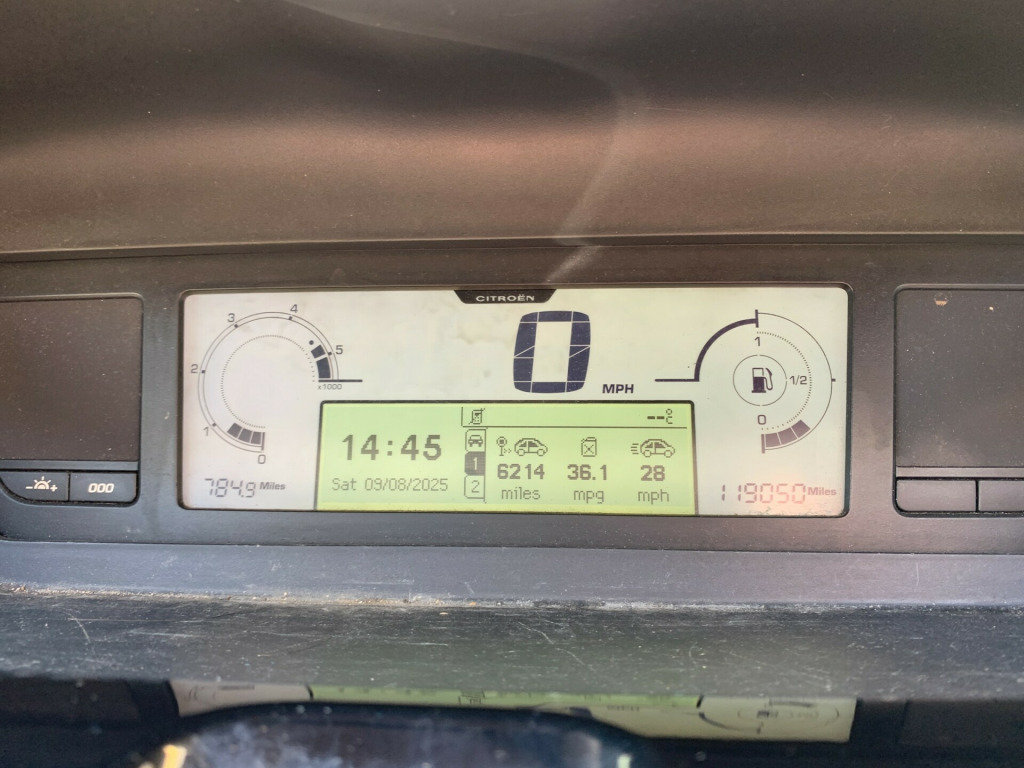 CITROËN
0 MPH
4
3
5
2
x1000
1
0
1
1/2
0
--°C
14:45
Sat 09/08/2025
1
2
6214 miles
36.1 mpg
28 mph
784.9 Miles
119050 Miles
000